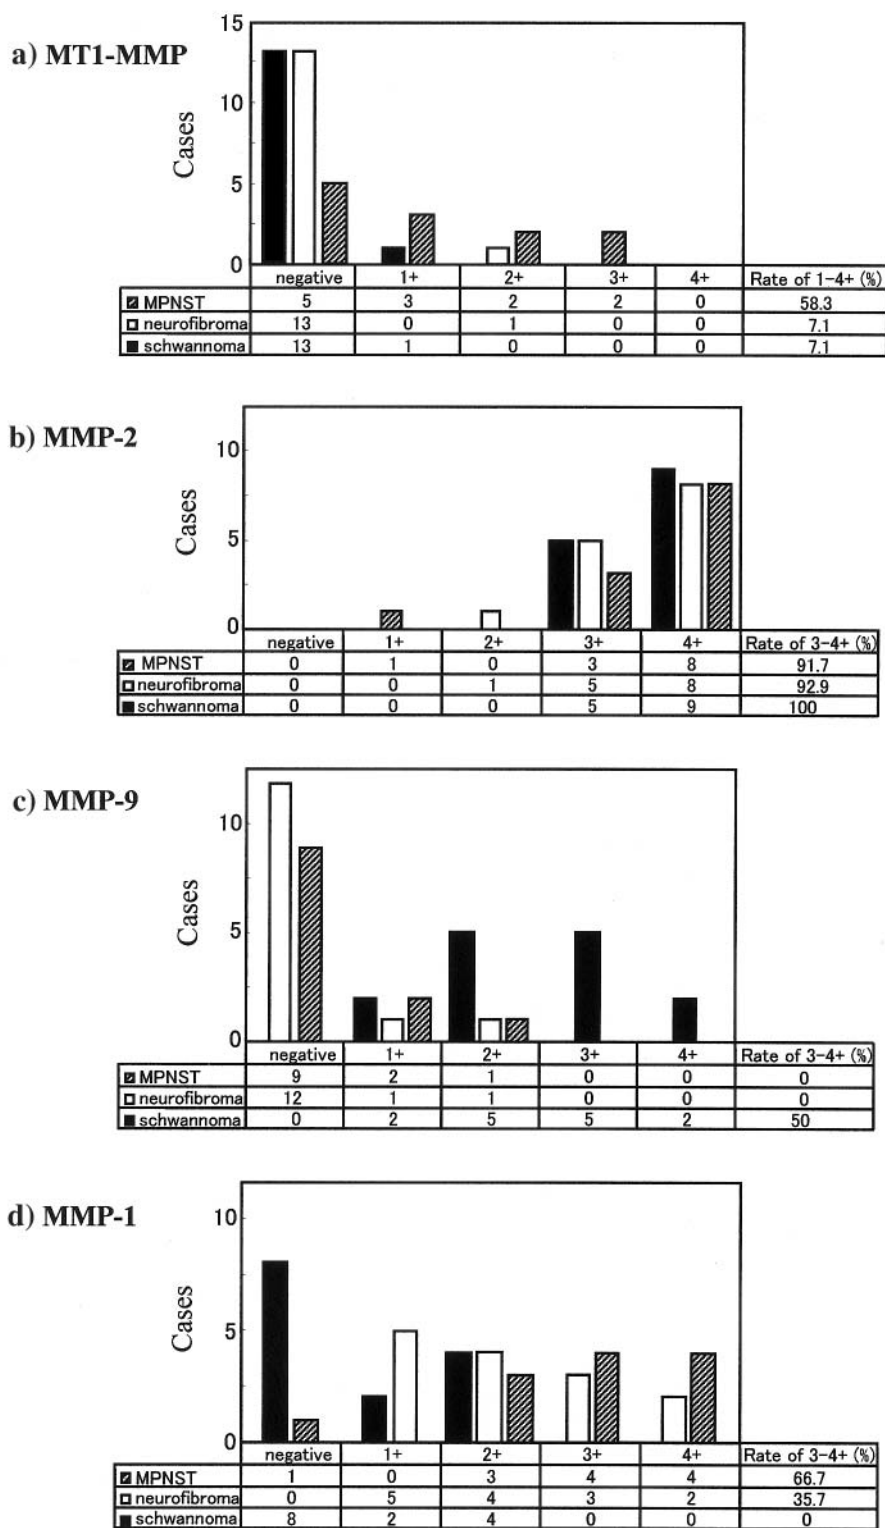 a) MT1-MMP
15
10
5
0
Cases
negative 1+ 2+ 3+ 4+ Rate of 1-4+ (%)
MPNST 5 3 2 2 0 58.3
neurofibroma 13 0 1 0 0 7.1
schwannoma 13 1 0 0 0 7.1
b) MMP-2
10
5
0
Cases
negative 1+ 2+ 3+ 4+ Rate of 3-4+ (%)
MPNST 0 1 0 3 8 91.7
neurofibroma 0 0 1 5 8 92.9
schwannoma 0 0 0 5 9 100
c) MMP-9
10
5
0
Cases
negative 1+ 2+ 3+ 4+ Rate of 3-4+ (%)
MPNST 9 2 1 0 0 0
neurofibroma 12 1 1 0 0 0
schwannoma 0 2 5 5 2 50
d) MMP-1
10
5
0
Cases
negative 1+ 2+ 3+ 4+ Rate of 3-4+ (%)
MPNST 1 0 3 4 4 66.7
neurofibroma 0 5 4 3 2 35.7
schwannoma 8 2 4 0 0 0